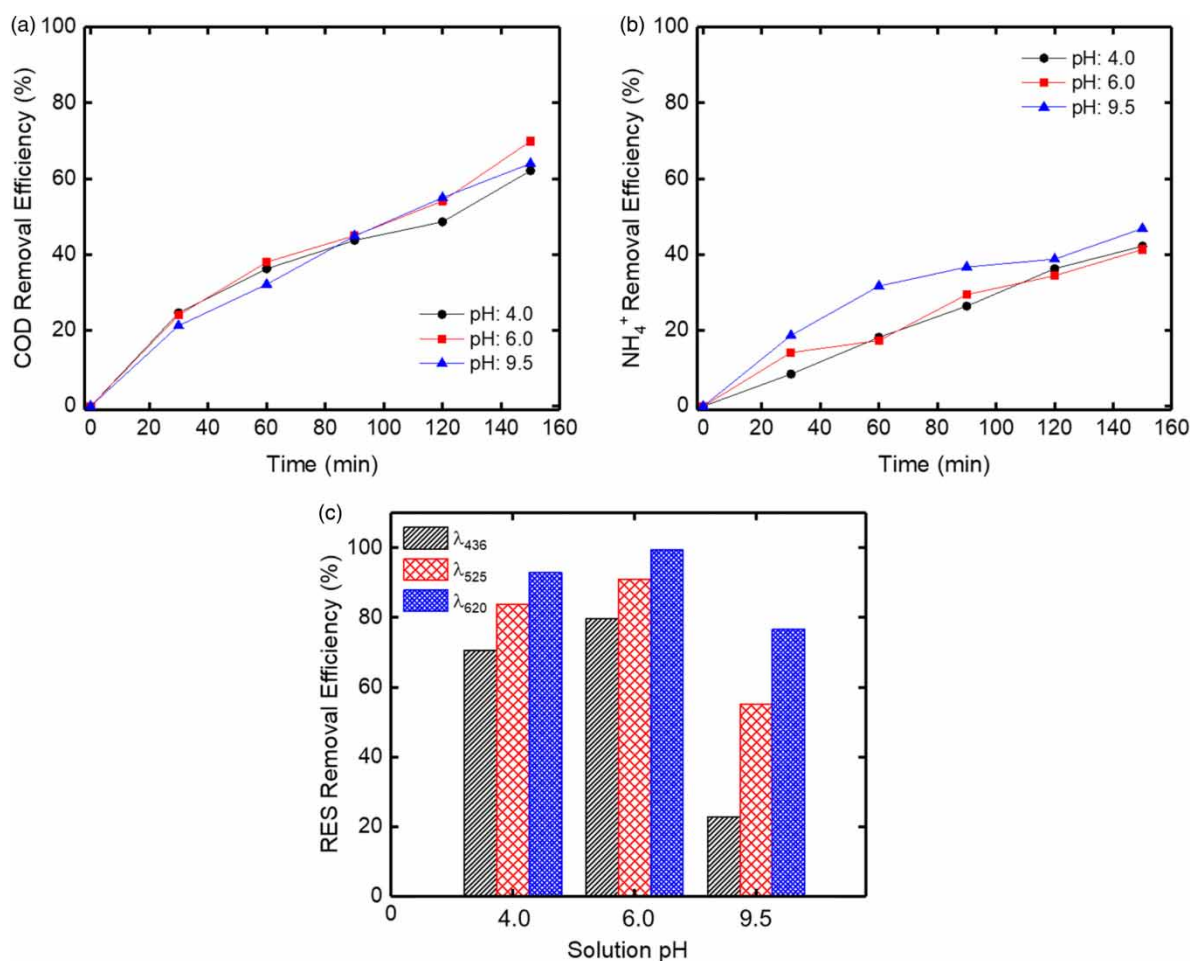 (a)
100
80
60
40
20
0
COD Removal Efficiency (%)
pH: 4.0
pH: 6.0
pH: 9.5
0 20 40 60 80 100 120 140 160
Time (min)
(b)
100
80
60
40
20
0
NH₄⁺ Removal Efficiency (%)
pH: 4.0
pH: 6.0
pH: 9.5
0 20 40 60 80 100 120 140 160
Time (min)
(c)
100
80
60
40
20
0
RES Removal Efficiency (%)
λ₄₃₆
λ₅₂₅
λ₆₂₀
0 4.0 6.0 9.5
Solution pH